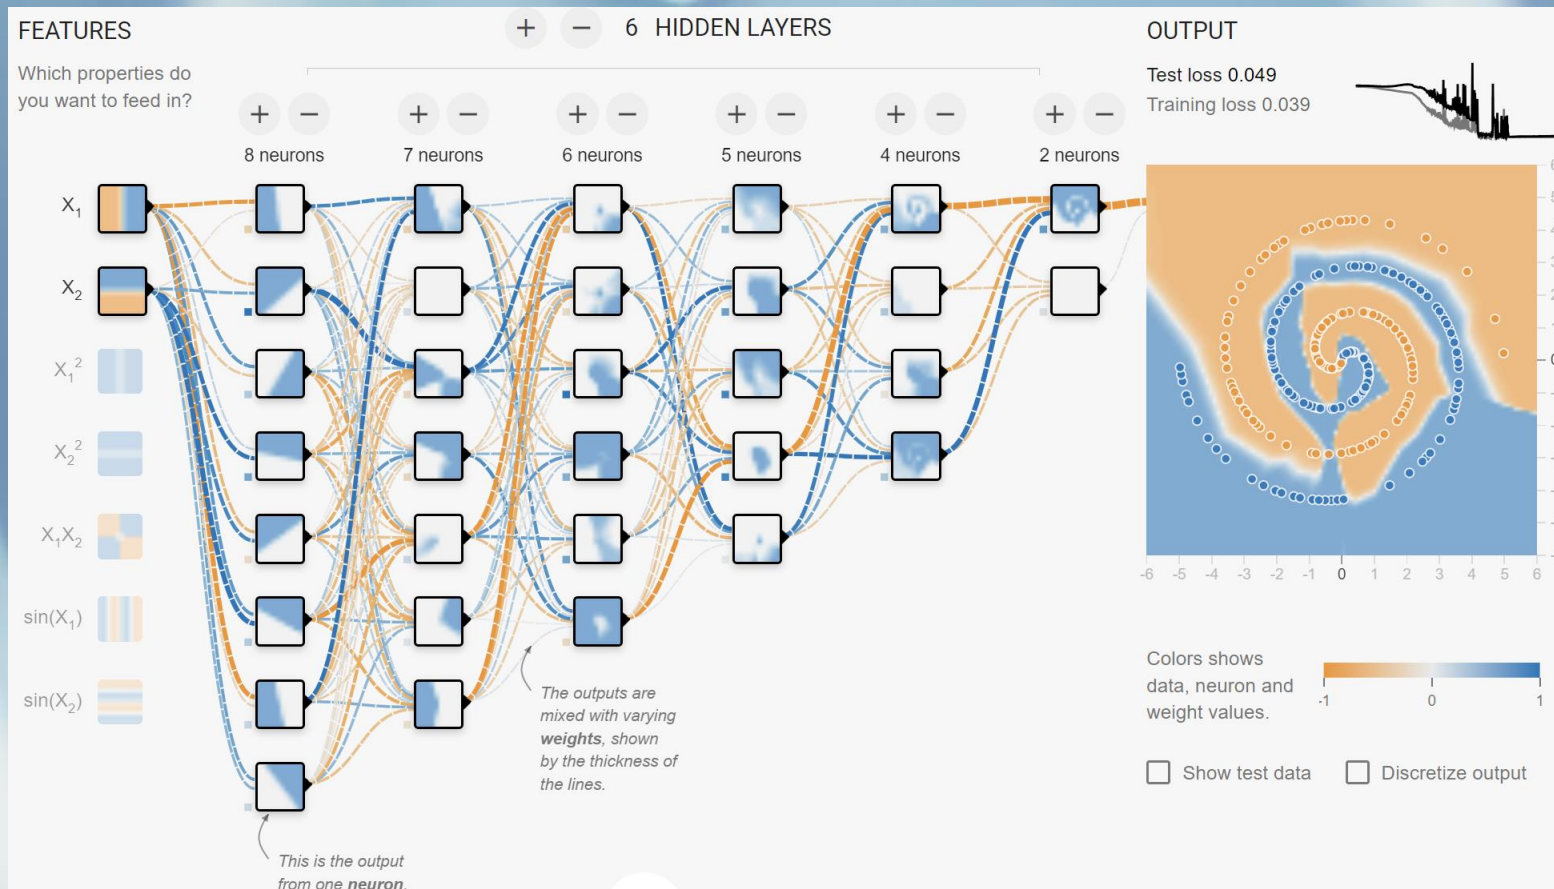 FEATURES
Which properties do
you want to feed in?
X1
X2
X1²
X2²
X1X2
sin(X1)
sin(X2)
+ − 6 HIDDEN LAYERS
+ − + − + − + − + − + −
8 neurons 7 neurons 6 neurons 5 neurons 4 neurons 2 neurons
This is the output
from one neuron.
The outputs are
mixed with varying
weights, shown
by the thickness of
the lines.
OUTPUT
Test loss 0.049
Training loss 0.039
-6 -5 -4 -3 -2 -1 0 1 2 3 4 5 6
Colors shows
data, neuron and
weight values.
-1 0 1
Show test data Discretize output